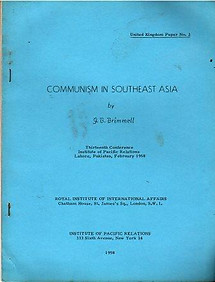 United Kingdom Paper No. 3
COMMUNISM IN SOUTHEAST ASIA
by
J. H. Brimmell
Thirteenth Conference
Institute of Pacific Relations
Lahore, Pakistan, February 1958
ROYAL INSTITUTE OF INTERNATIONAL AFFAIRS
Chatham House, St. James's Sq., London, S.W. 1.
INSTITUTE OF PACIFIC RELATIONS
333 Sixth Avenue, New York 14
1958